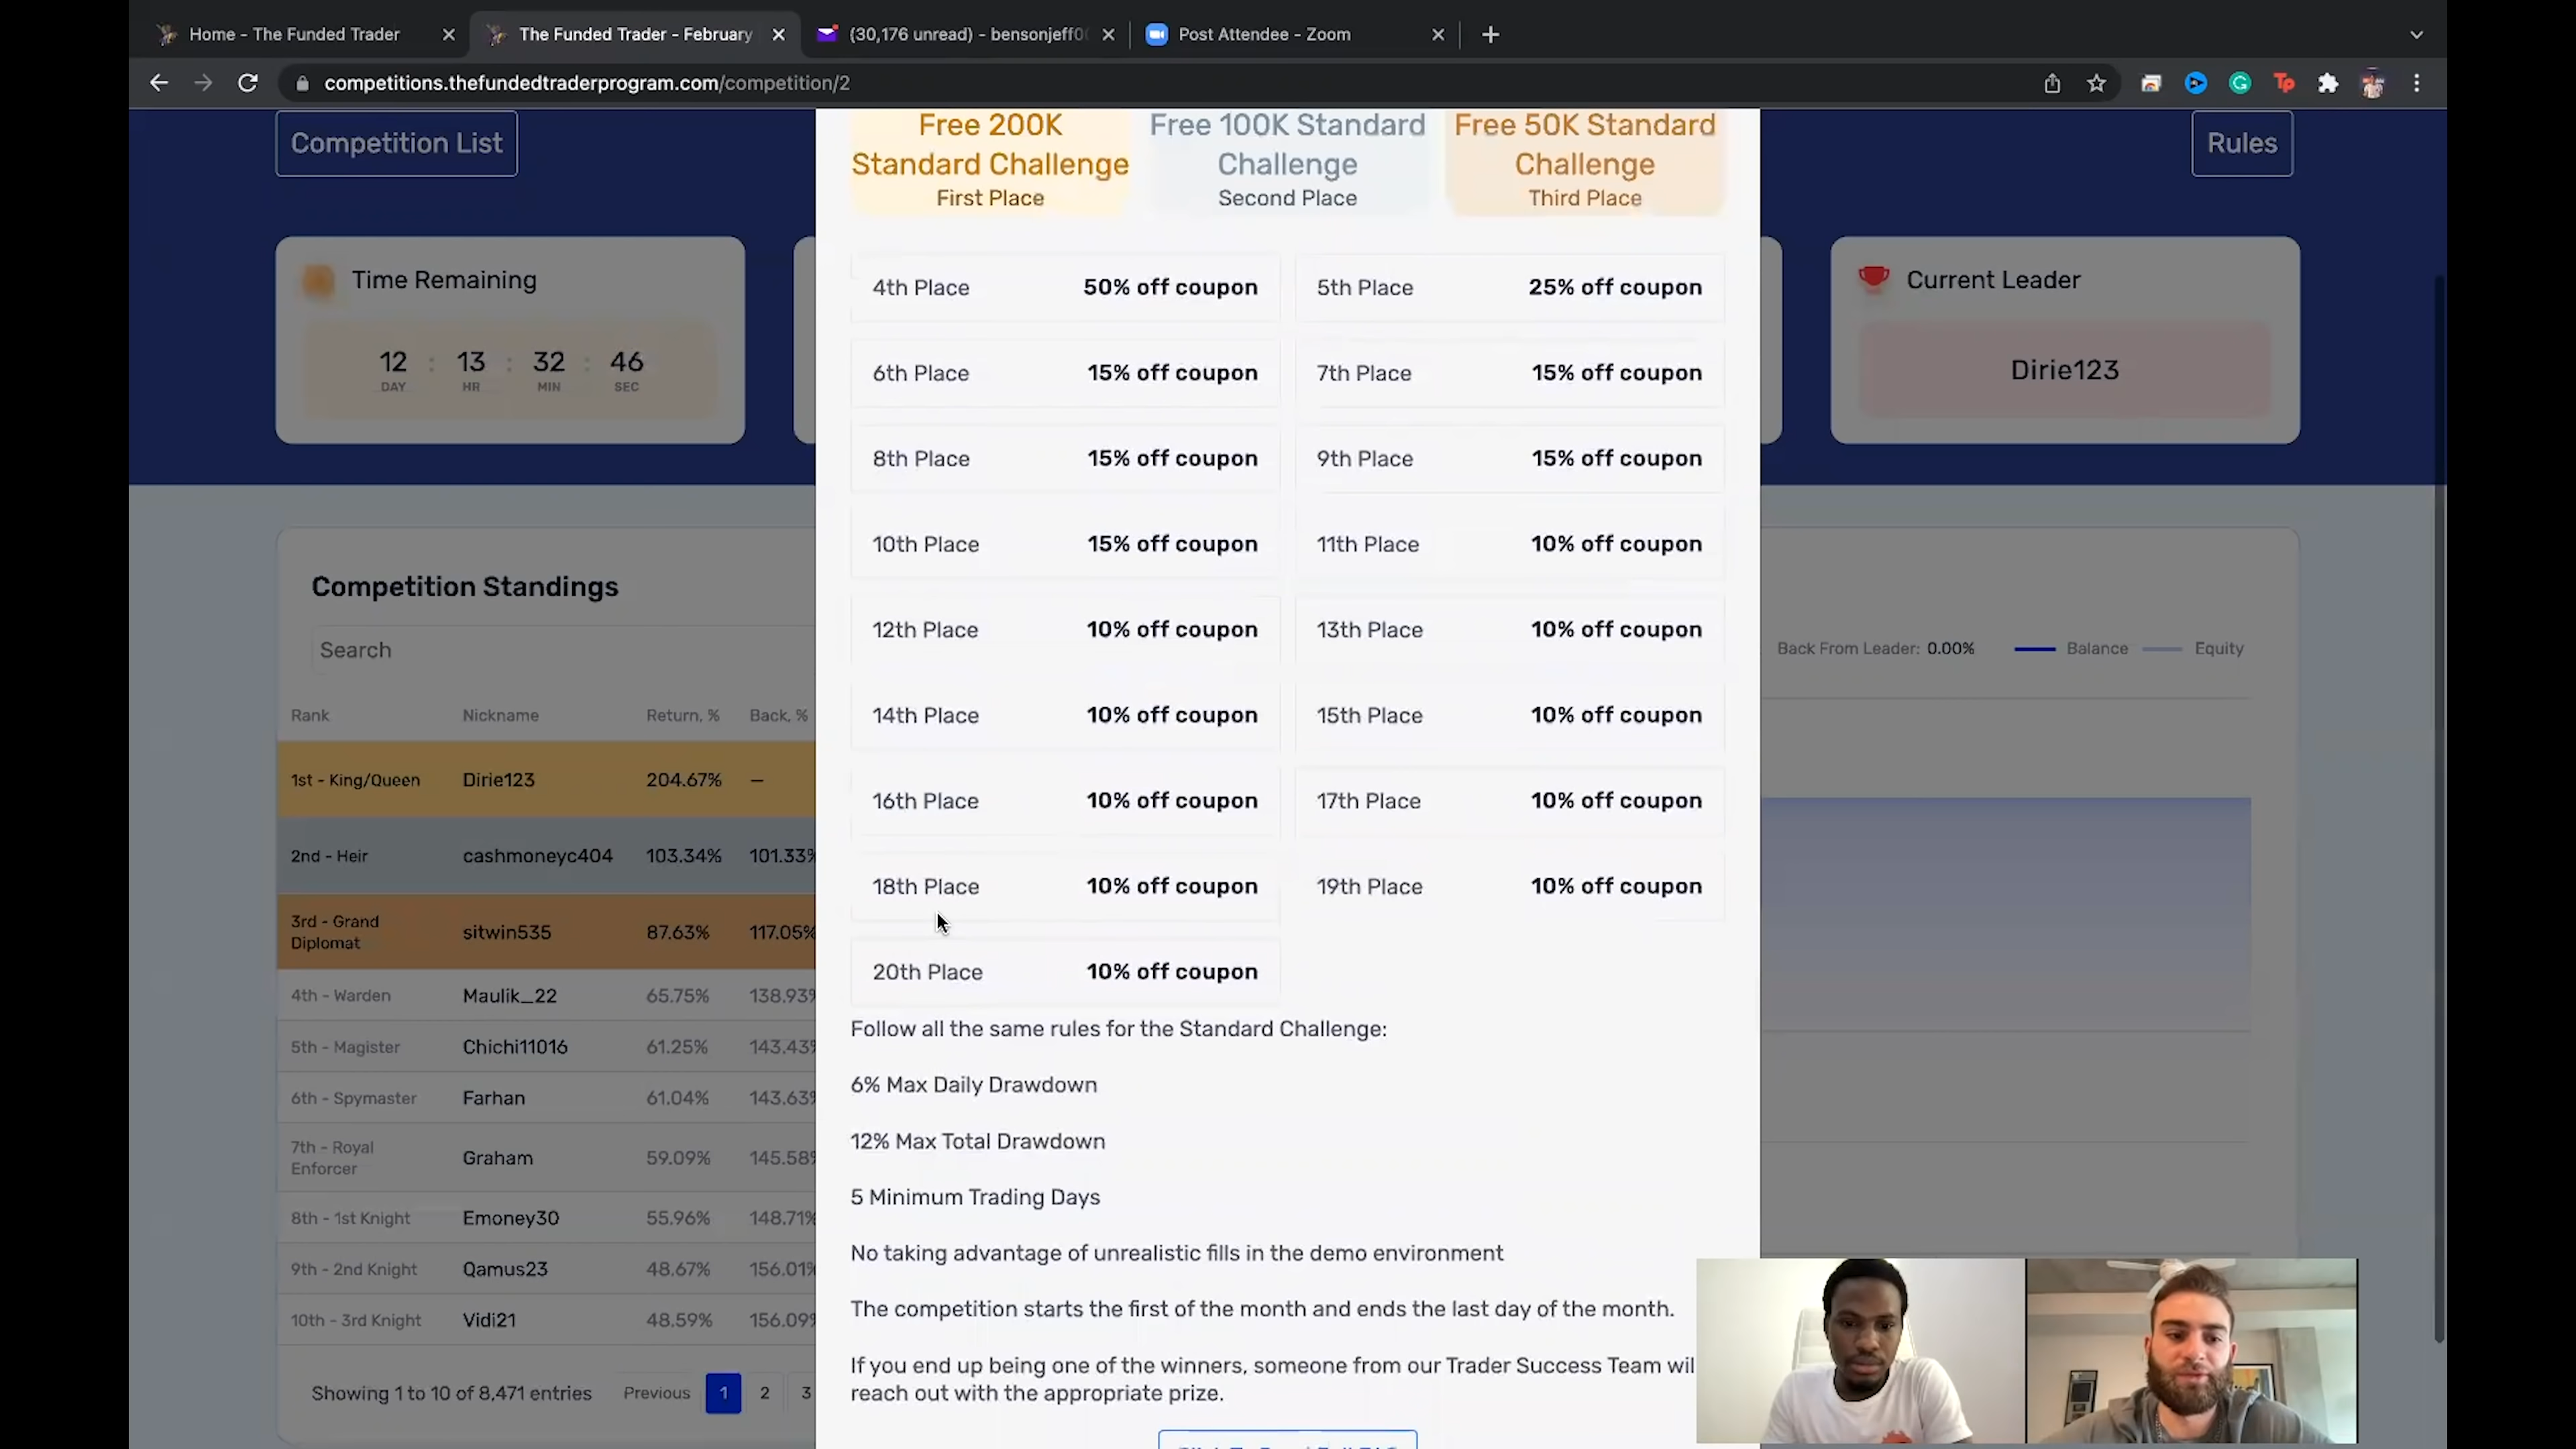 Home - The Funded Trader
The Funded Trader - February
(30,176 unread) - bensonjeff0
Post Attendee - Zoom
competitions.thefundedtraderprogram.com/competition/2
Tp
Competition List
Rules
Free 200K
Standard Challenge
First Place
Free 100K Standard
Challenge
Second Place
Free 50K Standard
Challenge
Third Place
Time Remaining
12 : 13 : 32 : 46
DAY HR MIN SEC
Current Leader
Dirie123
4th Place 50% off coupon
5th Place 25% off coupon
6th Place 15% off coupon
7th Place 15% off coupon
8th Place 15% off coupon
9th Place 15% off coupon
10th Place 15% off coupon
11th Place 10% off coupon
12th Place 10% off coupon
13th Place 10% off coupon
14th Place 10% off coupon
15th Place 10% off coupon
16th Place 10% off coupon
17th Place 10% off coupon
18th Place 10% off coupon
19th Place 10% off coupon
20th Place 10% off coupon
Follow all the same rules for the Standard Challenge:
6% Max Daily Drawdown
12% Max Total Drawdown
5 Minimum Trading Days
No taking advantage of unrealistic fills in the demo environment
The competition starts the first of the month and ends the last day of the month.
If you end up being one of the winners, someone from our Trader Success Team will
reach out with the appropriate prize.
Competition Standings
Search
Rank Nickname Return, % Back, %
1st - King/Queen Dirie123 204.67% —
2nd - Heir cashmoneyc404 103.34% 101.33%
3rd - Grand
Diplomat sitwin535 87.63% 117.05%
4th - Warden Maulik_22 65.75% 138.93%
5th - Magister Chichi11016 61.25% 143.43%
6th - Spymaster Farhan 61.04% 143.63%
7th - Royal
Enforcer Graham 59.09% 145.58%
8th - 1st Knight Emoney30 55.96% 148.71%
9th - 2nd Knight Qamus23 48.67% 156.01%
10th - 3rd Knight Vidi21 48.59% 156.09%
Showing 1 to 10 of 8,471 entries
Previous 1 2 3
Back From Leader: 0.00% Balance Equity